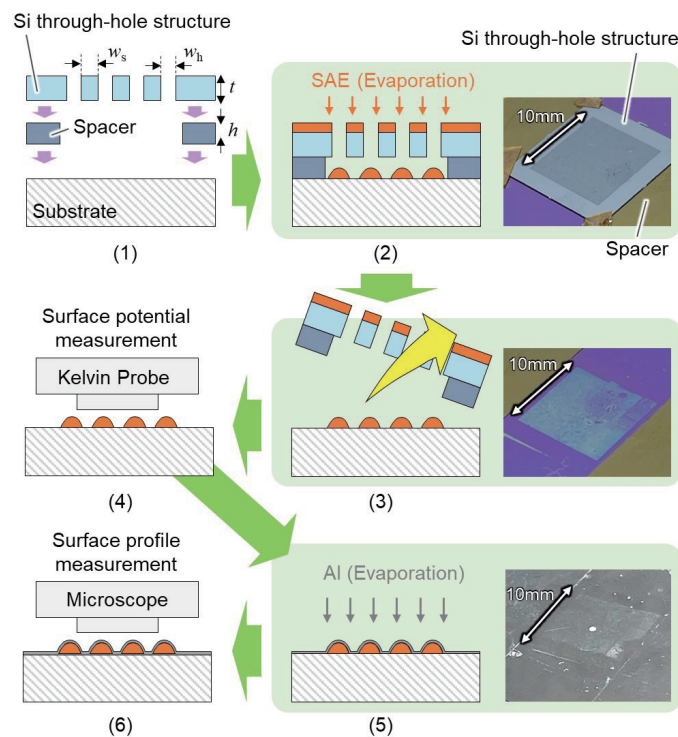 Si through-hole structure
ws
wh
t
h
Spacer
Substrate
(1)
SAE (Evaporation)
(2)
Si through-hole structure
10mm
Spacer
Surface potential
measurement
Kelvin Probe
(4)
(3)
10mm
Surface profile
measurement
Microscope
(6)
Al (Evaporation)
(5)
10mm